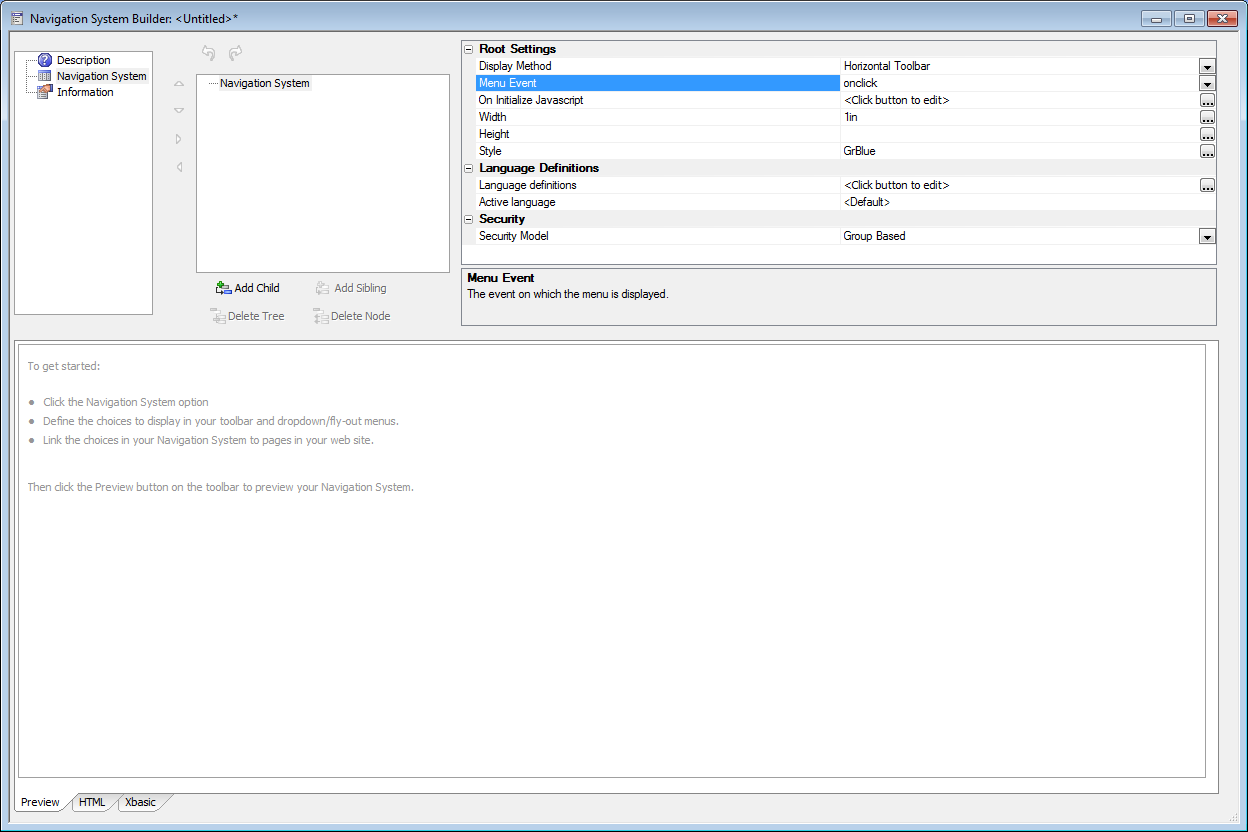 Navigation System Builder: <Untitled>*
Description
Navigation System
Information
Navigation System
Add Child
Add Sibling
Delete Tree
Delete Node
Root Settings
Display Method Horizontal Toolbar
Menu Event onclick
On Initialize Javascript <Click button to edit>
Width 1in
Height
Style GrBlue
Language Definitions
Language definitions <Click button to edit>
Active language <Default>
Security
Security Model Group Based
Menu Event
The event on which the menu is displayed.
To get started:
● Click the Navigation System option
● Define the choices to display in your toolbar and dropdown/fly-out menus.
● Link the choices in your Navigation System to pages in your web site.
Then click the Preview button on the toolbar to preview your Navigation System.
Preview HTML Xbasic